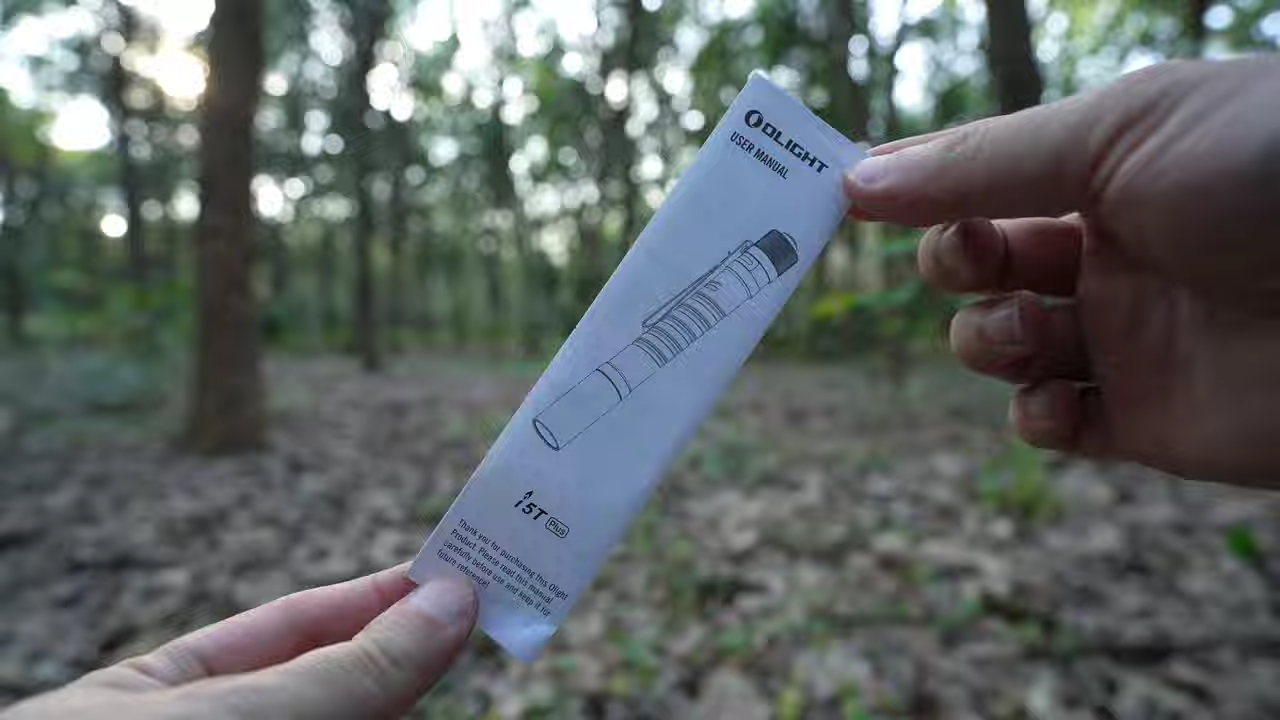 OLIGHT
USER MANUAL
i5T Plus
Thank you for purchasing this Olight
Product. Please read this manual
carefully before use and keep it for
future reference!